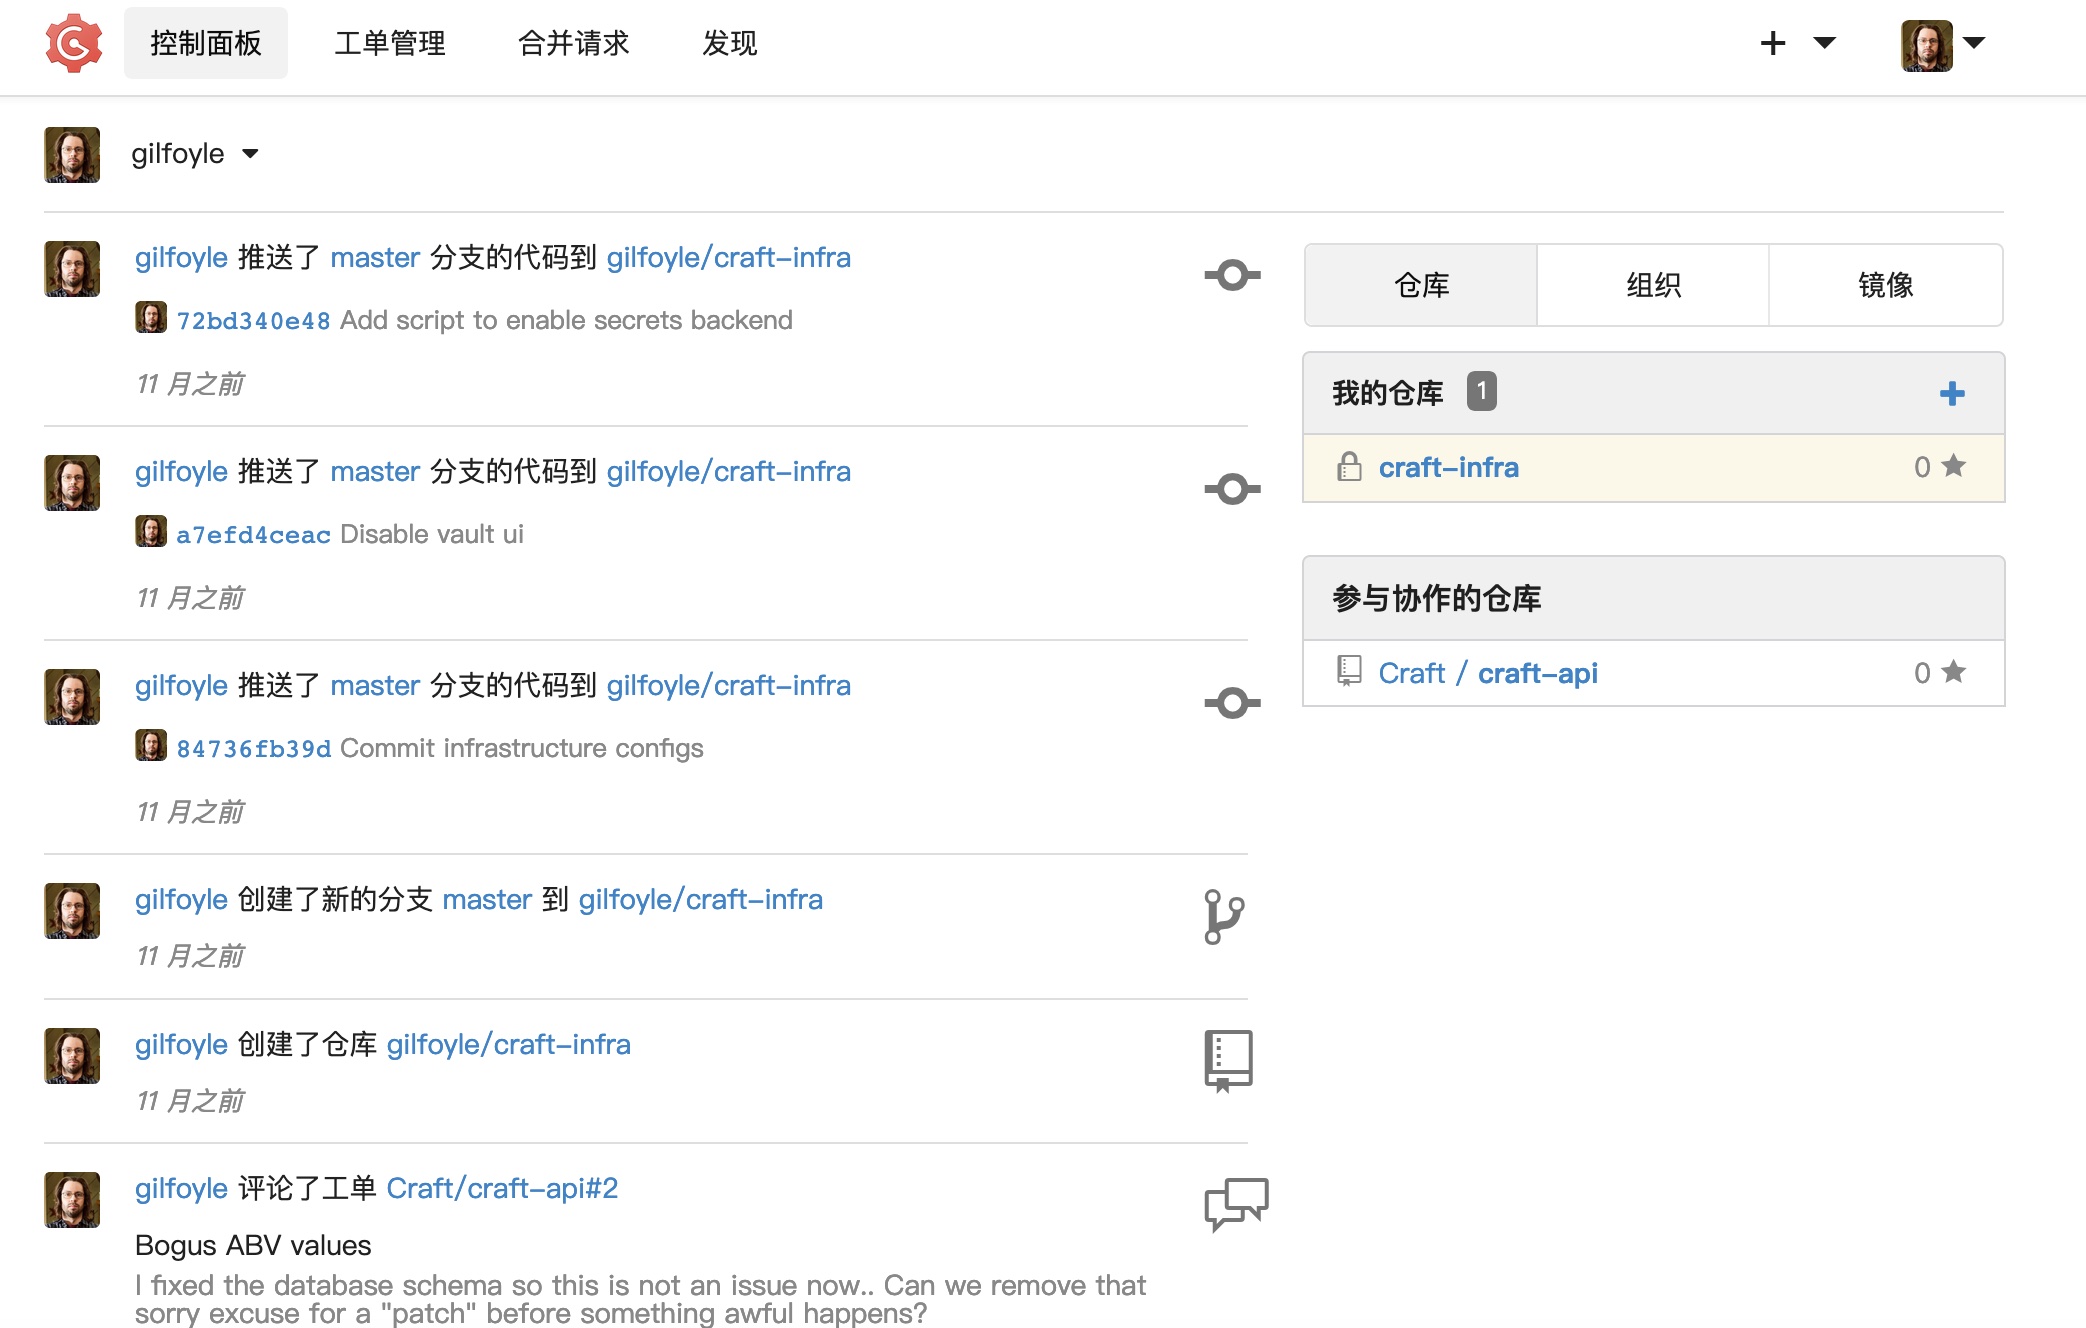 控制面板 工单管理 合并请求 发现
gilfoyle
gilfoyle 推送了 master 分支的代码到 gilfoyle/craft-infra
72bd340e48 Add script to enable secrets backend
11 月之前
gilfoyle 推送了 master 分支的代码到 gilfoyle/craft-infra
a7efd4ceac Disable vault ui
11 月之前
gilfoyle 推送了 master 分支的代码到 gilfoyle/craft-infra
84736fb39d Commit infrastructure configs
11 月之前
gilfoyle 创建了新的分支 master 到 gilfoyle/craft-infra
11 月之前
gilfoyle 创建了仓库 gilfoyle/craft-infra
11 月之前
gilfoyle 评论了工单 Craft/craft-api#2
Bogus ABV values
I fixed the database schema so this is not an issue now.. Can we remove that
sorry excuse for a "patch" before something awful happens?
仓库 组织 镜像
我的仓库 1
craft-infra 0
参与协作的仓库
Craft / craft-api 0